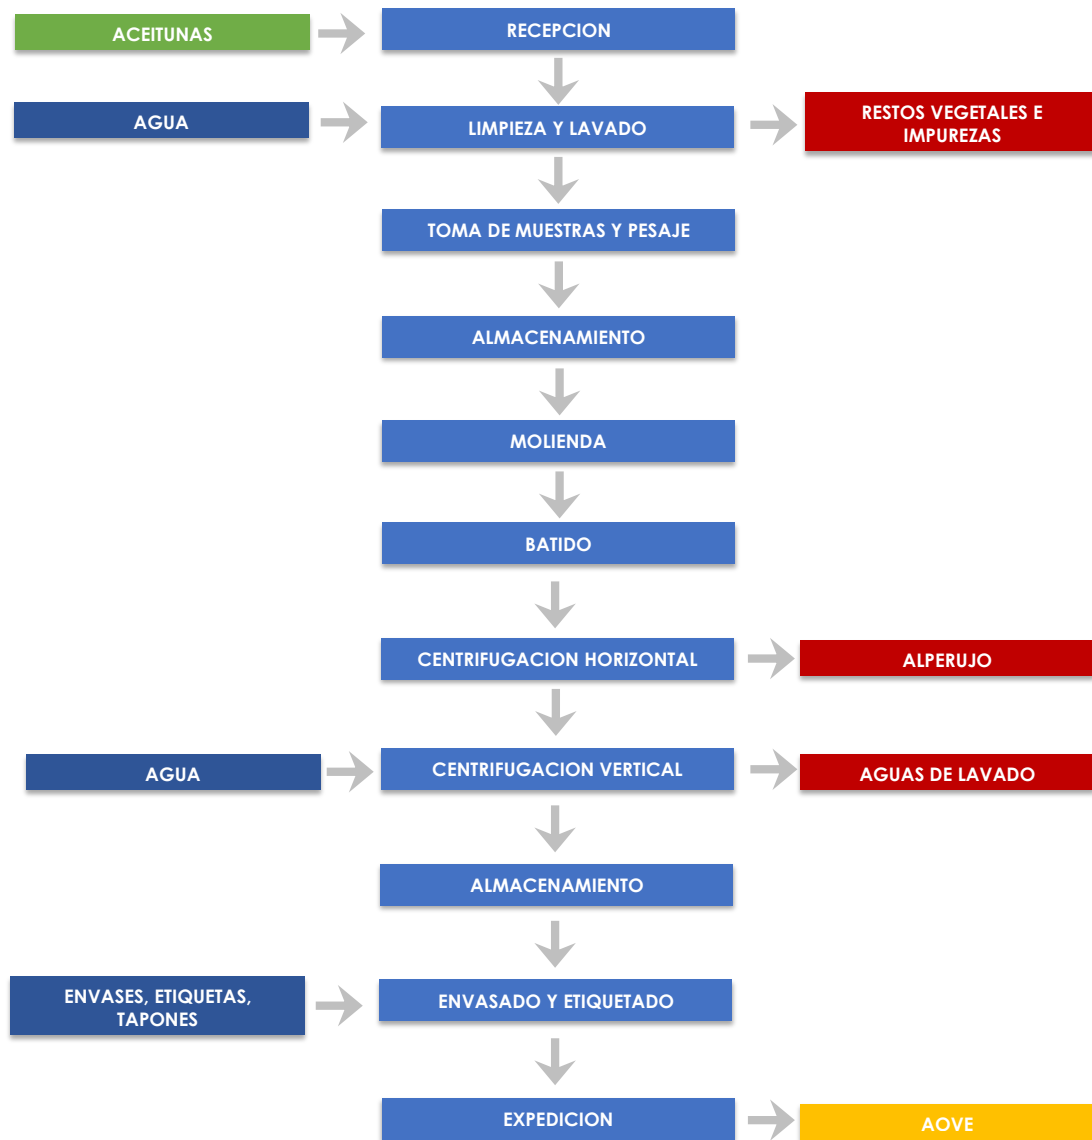 ACEITUNAS
RECEPCION
AGUA
LIMPIEZA Y LAVADO
RESTOS VEGETALES E
IMPUREZAS
TOMA DE MUESTRAS Y PESAJE
ALMACENAMIENTO
MOLIENDA
BATIDO
CENTRIFUGACION HORIZONTAL
ALPERUJO
AGUA
CENTRIFUGACION VERTICAL
AGUAS DE LAVADO
ALMACENAMIENTO
ENVASES, ETIQUETAS,
TAPONES
ENVASADO Y ETIQUETADO
EXPEDICION
AOVE